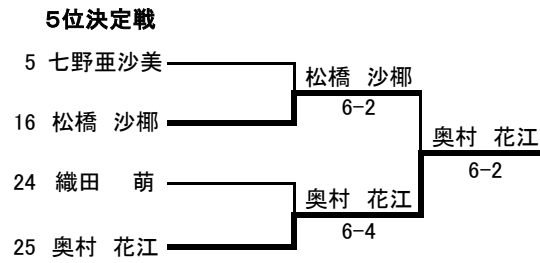 5位決定戦
5 七野亜沙美
松橋 沙椰
6-2
16 松橋 沙椰
奥村 花江
6-2
24 織田 萌
奥村 花江
6-4
25 奥村 花江